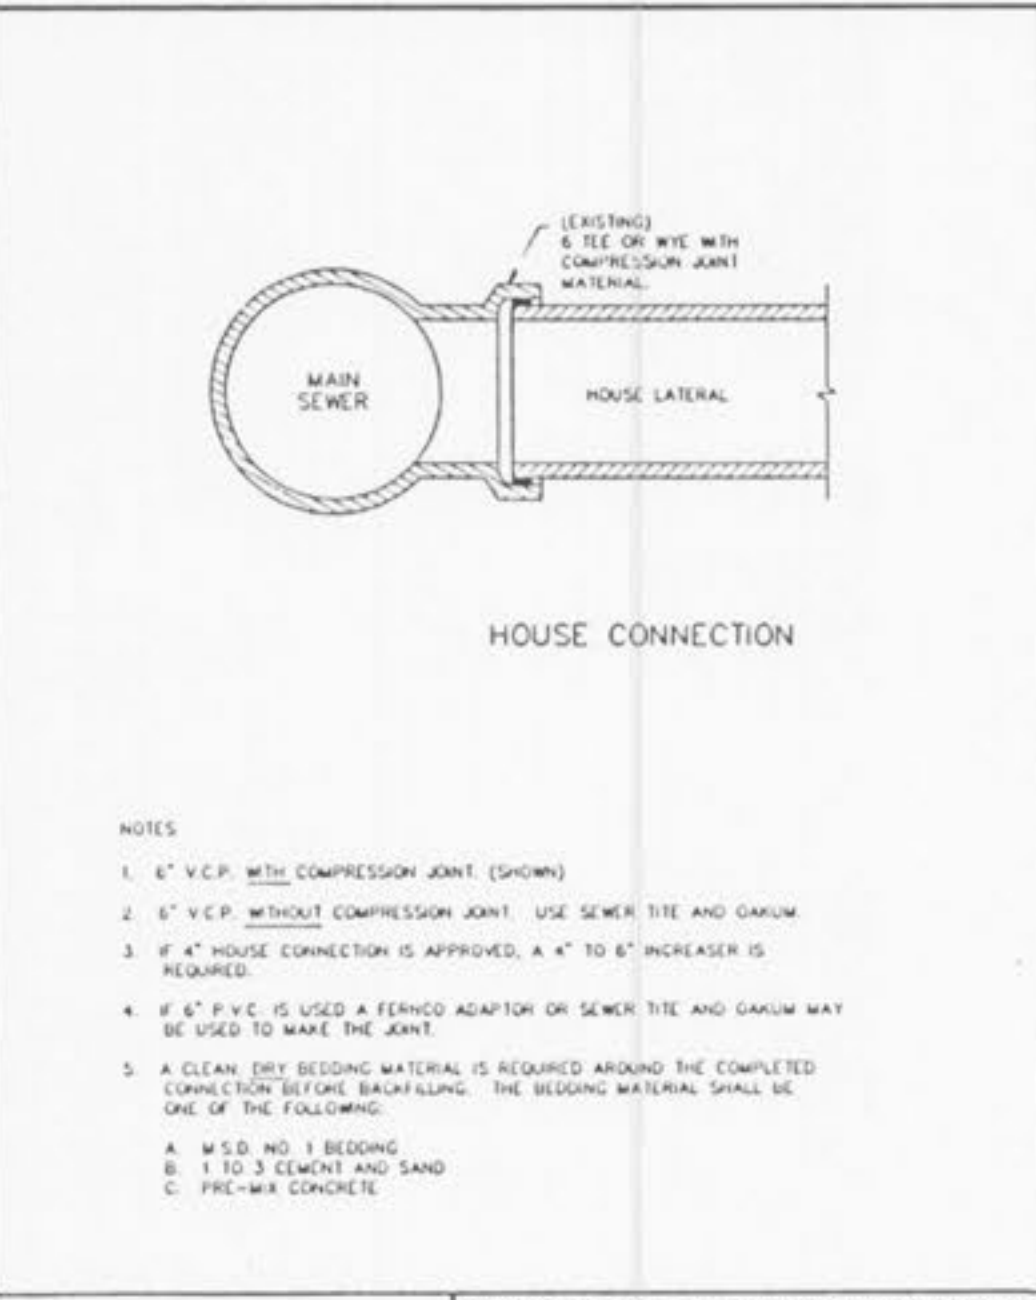 (EXISTING)
6 TEE OR WYE WITH
COMPRESSION JOINT
MATERIAL.
MAIN
SEWER
HOUSE LATERAL
HOUSE CONNECTION
NOTES
1. 6" V.C.P. WITH COMPRESSION JOINT. (SHOWN)
2 6" V.C.P. WITHOUT COMPRESSION JOINT. USE SEWER TITE AND OAKUM.
3 IF 4" HOUSE CONNECTION IS APPROVED, A 4" TO 6" INCREASER IS
REQUIRED.
4. IF 6" P.V.C. IS USED A FERNCO ADAPTOR OR SEWER TITE AND OAKUM MAY
BE USED TO MAKE THE JOINT.
5 A CLEAN, DRY BEDDING MATERIAL IS REQUIRED AROUND THE COMPLETED
CONNECTION BEFORE BACKFILLING. THE BEDDING MATERIAL SHALL BE
ONE OF THE FOLLOWING:
A. M.S.D. NO. 1 BEDDING
B. 1 TO 3 CEMENT AND SAND
C. PRE-MIX CONCRETE